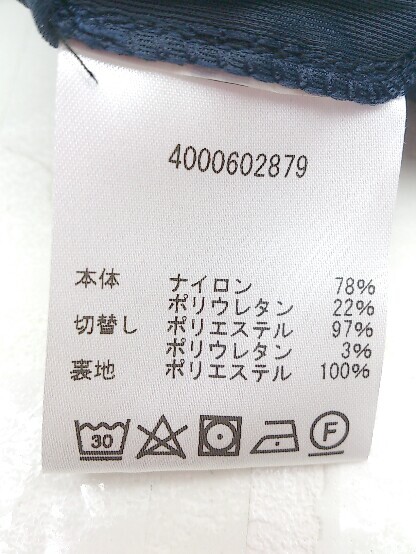 4000602879
本体 ナイロン 78%
ポリウレタン 22%
切替し ポリエステル 97%
ポリウレタン 3%
裏地 ポリエステル 100%
30 F